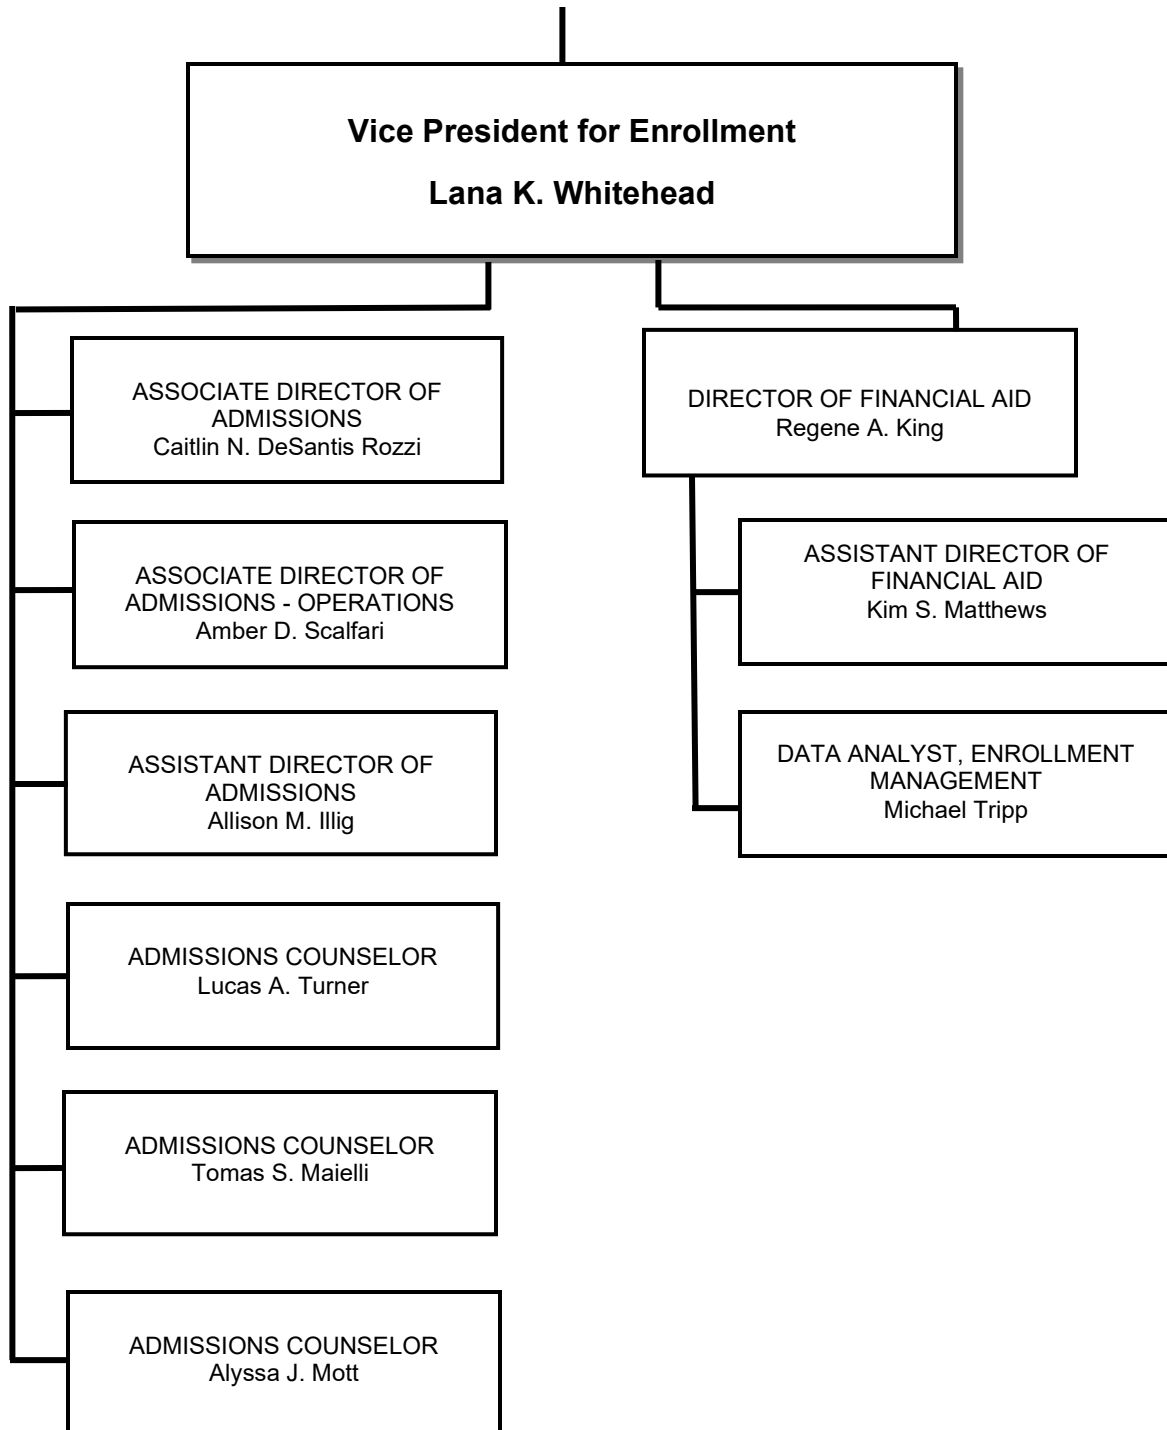 Vice President for Enrollment
Lana K. Whitehead
ASSOCIATE DIRECTOR OF
ADMISSIONS
Caitlin N. DeSantis Rozzi
ASSOCIATE DIRECTOR OF
ADMISSIONS - OPERATIONS
Amber D. Scalfari
ASSISTANT DIRECTOR OF
ADMISSIONS
Allison M. Illig
ADMISSIONS COUNSELOR
Lucas A. Turner
ADMISSIONS COUNSELOR
Tomas S. Maielli
ADMISSIONS COUNSELOR
Alyssa J. Mott
DIRECTOR OF FINANCIAL AID
Regene A. King
ASSISTANT DIRECTOR OF
FINANCIAL AID
Kim S. Matthews
DATA ANALYST, ENROLLMENT
MANAGEMENT
Michael Tripp